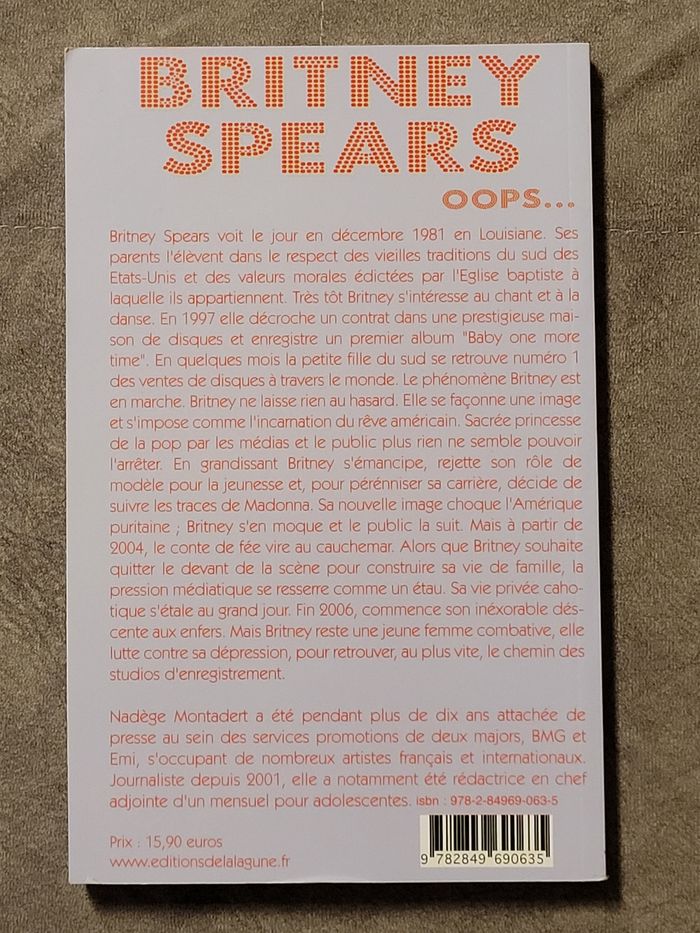 BRITNEY
SPEARS
OOPS...
Britney Spears voit le jour en décembre 1981 en Louisiane. Ses
parents l'élèvent dans le respect des vieilles traditions du sud des
Etats-Unis et des valeurs morales édictées par l'Eglise baptiste à
laquelle ils appartiennent. Très tôt Britney s'intéresse au chant et à la
danse. En 1997 elle décroche un contrat dans une prestigieuse mai-
son de disques et enregistre un premier album "Baby one more
time". En quelques mois la petite fille du sud se retrouve numéro 1
des ventes de disques à travers le monde. Le phénomène Britney est
en marche. Britney ne laisse rien au hasard. Elle se façonne une image
et s'impose comme l'incarnation du rêve américain. Sacrée princesse
de la pop par les médias et le public plus rien ne semble pouvoir
l'arrêter. En grandissant Britney s'émancipe, rejette son rôle de
modèle pour la jeunesse et, pour pérénniser sa carrière, décide de
suivre les traces de Madonna. Sa nouvelle image choque l'Amérique
puritaine ; Britney s'en moque et le public la suit. Mais à partir de
2004, le conte de fée vire au cauchemar. Alors que Britney souhaite
quitter le devant de la scène pour construire sa vie de famille, la
pression médiatique se resserre comme un étau. Sa vie privée caho-
tique s'étale au grand jour. Fin 2006, commence son inéxorable dés-
cente aux enfers. Mais Britney reste une jeune femme combative, elle
lutte contre sa dépression, pour retrouver, au plus vite, le chemin des
studios d'enregistrement.
Nadège Montadert a été pendant plus de dix ans attachée de
presse au sein des services promotions de deux majors, BMG et
Emi, s'occupant de nombreux artistes français et internationaux.
Journaliste depuis 2001, elle a notamment été rédactrice en chef
adjointe d'un mensuel pour adolescentes. isbn : 978-2-84969-063-5
Prix : 15,90 euros
www.editionsdelalagune.fr
9 782849 690635